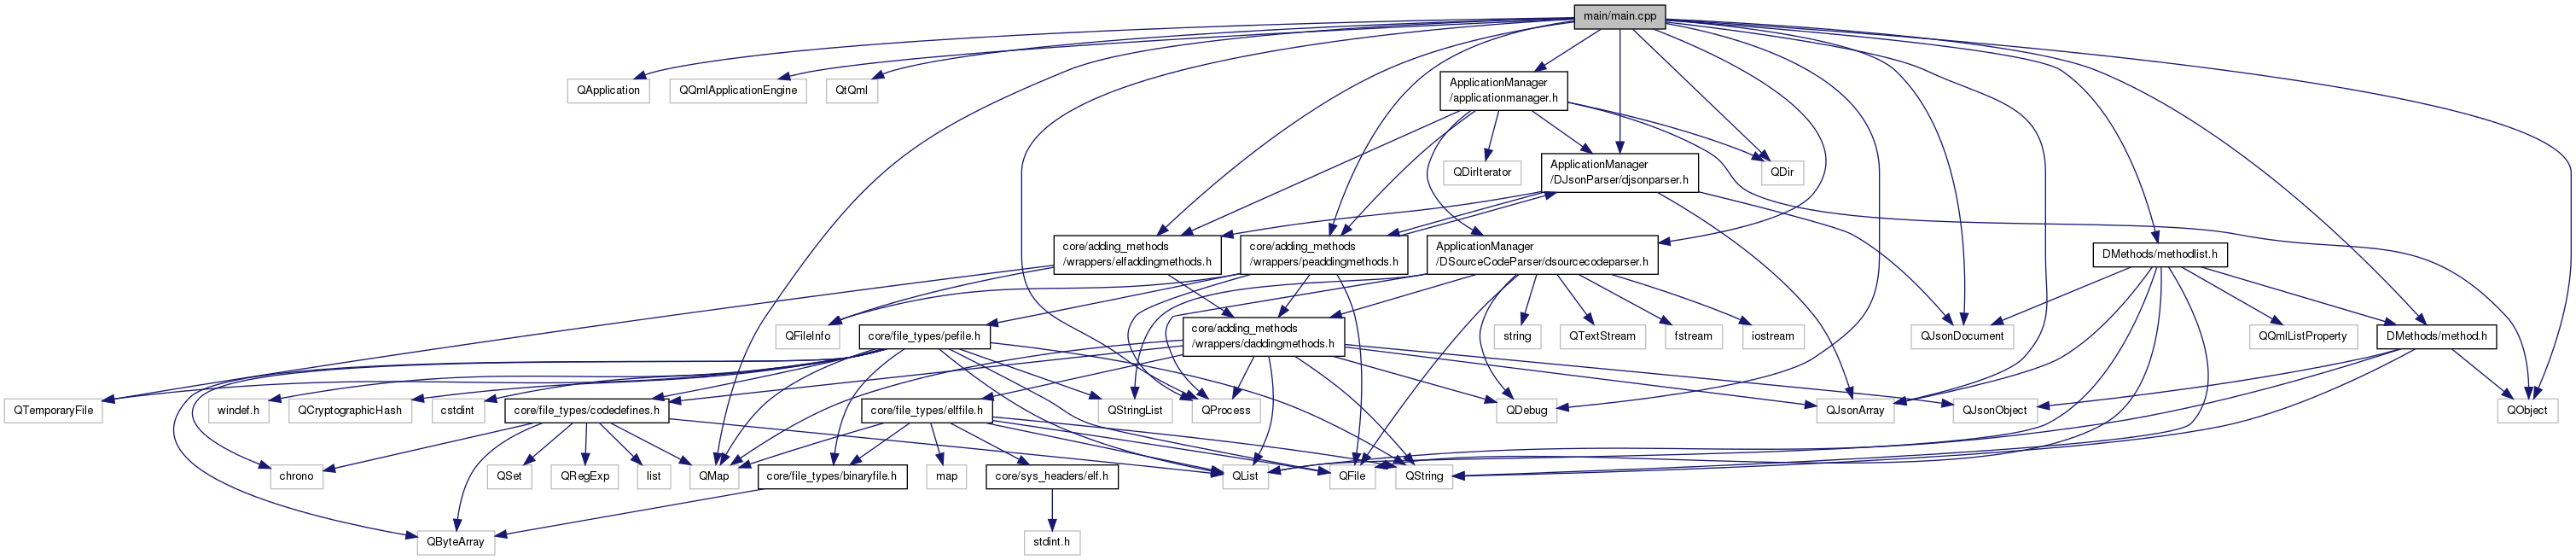 main/main.cpp
QApplication
QQmlApplicationEngine
QtQml
ApplicationManager
/applicationmanager.h
QDirIterator
ApplicationManager
/DJsonParser/djsonparser.h
QDir
core/adding_methods
/wrappers/elfaddingmethods.h
core/adding_methods
/wrappers/peaddingmethods.h
ApplicationManager
/DSourceCodeParser/dsourcecodeparser.h
DMethods/methodlist.h
QFileInfo
core/file_types/pefile.h
core/adding_methods
/wrappers/daddingmethods.h
string
QTextStream
fstream
iostream
QJsonDocument
QQmlListProperty
DMethods/method.h
QTemporaryFile
windef.h
QCryptographicHash
cstdint
core/file_types/codedefines.h
core/file_types/elffile.h
QStringList
QProcess
QDebug
QJsonArray
QJsonObject
QObject
chrono
QSet
QRegExp
list
QMap
core/file_types/binaryfile.h
map
core/sys_headers/elf.h
QList
QFile
QString
QByteArray
stdint.h